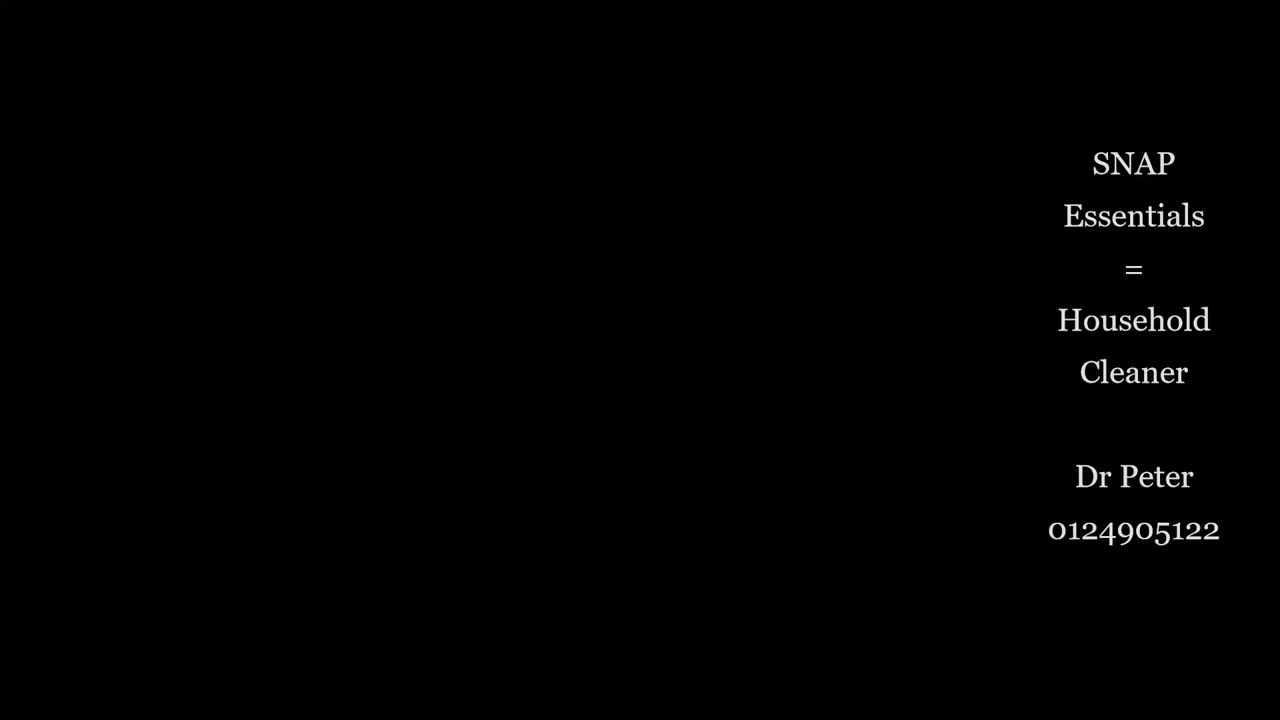 SNAP
Essentials
=
Household
Cleaner
Dr Peter
0124905122